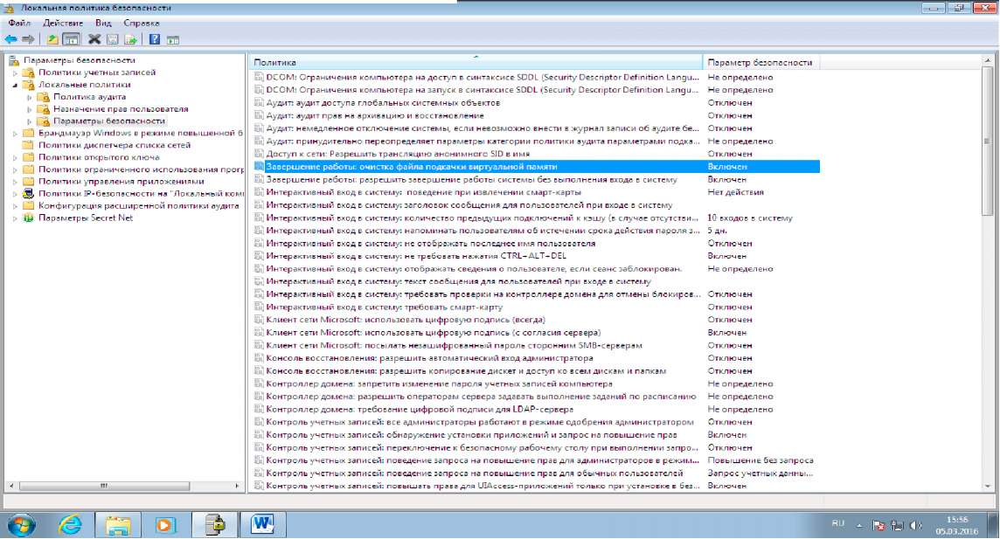 Локальная политика безопасности
Файл Действие Вид Справка
Параметры безопасности
Политики учетных записей
Локальные политики
Политика аудита
Назначение прав пользователя
Параметры безопасности
Брандмауэр Windows в режиме повышенной б
Политики диспетчера списка сетей
Политики открытого ключа
Политики ограниченного использования прогр
Политики управления приложениями
Политики IP-безопасности на "Локальный комп
Конфигурация расширенной политики аудита
Параметры Secret Net
Политика Параметр безопасности
DCOM: Ограничения компьютера на доступ в синтаксисе SDDL (Security Descriptor Definition Langu... Не определено
DCOM: Ограничения компьютера на запуск в синтаксисе SDDL (Security Descriptor Definition Langu... Не определено
Аудит: аудит доступа глобальных системных объектов Отключен
Аудит: аудит прав на архивацию и восстановление Отключен
Аудит: немедленное отключение системы, если невозможно внести в журнал записи об аудите бе... Отключен
Аудит: принудительно переопределяет параметры категории политики аудита параметрами подка... Не определено
Доступ к сети: Разрешить трансляцию анонимного SID в имя Отключен
Завершение работы: очистка файла подкачки виртуальной памяти Включен
Завершение работы: разрешить завершение работы системы без выполнения входа в систему Включен
Интерактивный вход в систему: поведение при извлечении смарт-карты Нет действия
Интерактивный вход в систему: заголовок сообщения для пользователей при входе в систему
Интерактивный вход в систему: количество предыдущих подключений к кэшу (в случае отсутстви... 10 входов в систему
Интерактивный вход в систему: напоминать пользователям об истечении срока действия пароля з... 5 дн.
Интерактивный вход в систему: не отображать последнее имя пользователя Отключен
Интерактивный вход в систему: не требовать нажатия CTRL+ALT+DEL Включен
Интерактивный вход в систему: отображать сведения о пользователе, если сеанс заблокирован. Не определено
Интерактивный вход в систему: текст сообщения для пользователей при входе в систему
Интерактивный вход в систему: требовать проверки на контроллере домена для отмены блокиров... Отключен
Интерактивный вход в систему: требовать смарт-карту Отключен
Клиент сети Microsoft: использовать цифровую подпись (всегда) Отключен
Клиент сети Microsoft: использовать цифровую подпись (с согласия сервера) Включен
Клиент сети Microsoft: посылать незашифрованный пароль сторонним SMB-серверам Отключен
Консоль восстановления: разрешить автоматический вход администратора Отключен
Консоль восстановления: разрешить копирование дискет и доступ ко всем дискам и папкам Отключен
Контроллер домена: запретить изменение пароля учетных записей компьютера Не определено
Контроллер домена: разрешить операторам сервера задавать выполнение заданий по расписанию Не определено
Контроллер домена: требование цифровой подписи для LDAP-сервера Не определено
Контроль учетных записей: все администраторы работают в режиме одобрения администратором Отключен
Контроль учетных записей: обнаружение установки приложений и запрос на повышение прав Включен
Контроль учетных записей: переключение к безопасному рабочему столу при выполнении запро... Отключен
Контроль учетных записей: поведение запроса на повышение прав для администраторов в режим... Повышение без запроса
Контроль учетных записей: поведение запроса на повышение прав для обычных пользователей Запрос учетных данны...
Контроль учетных записей: повышать права для UIAccess-приложений только при установке в без... Включен
RU
15:56
05.03.2016